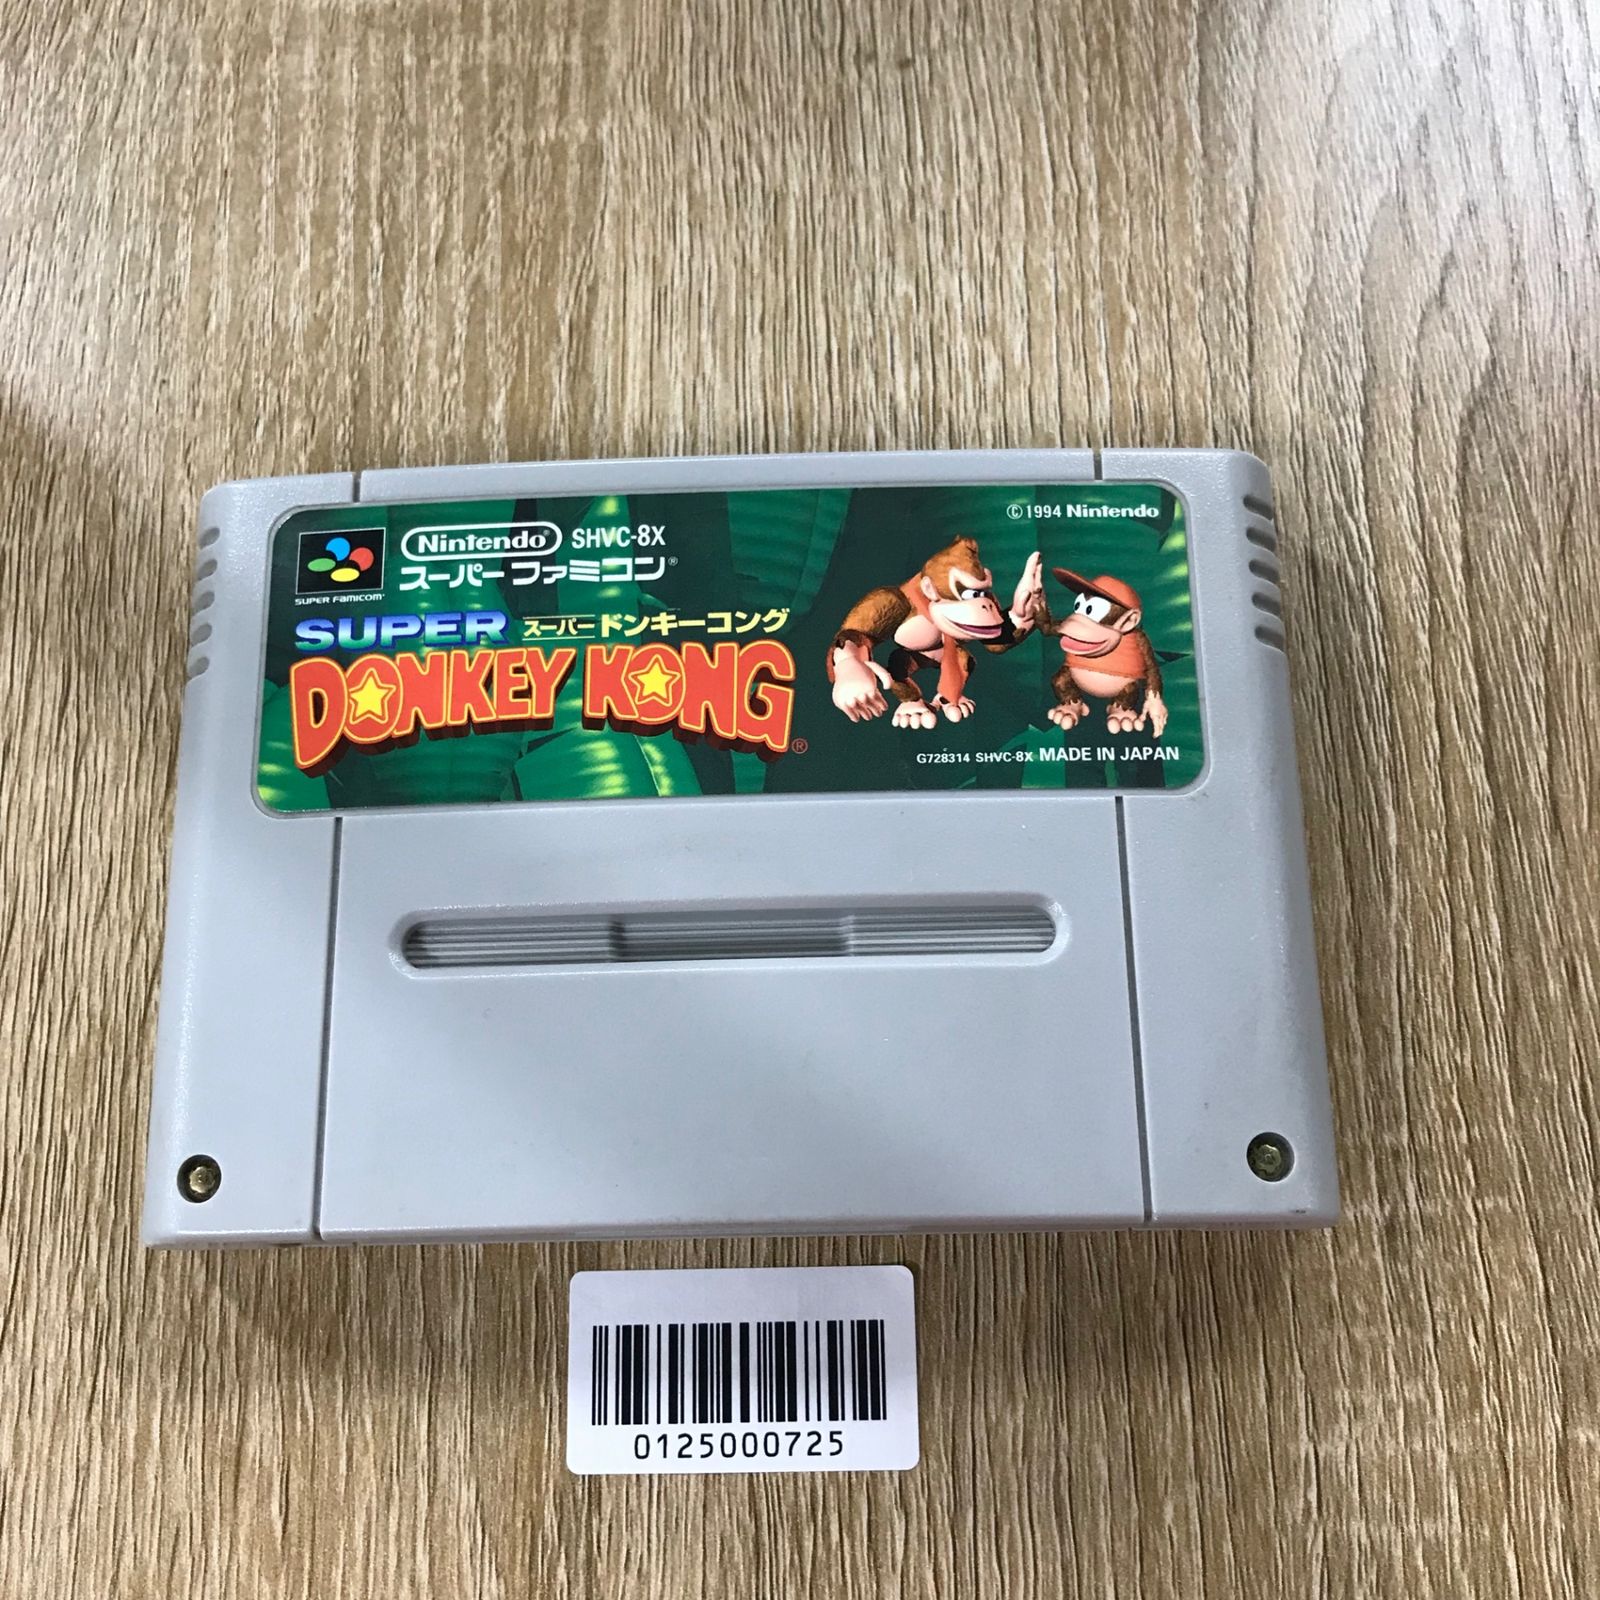 ©1994 Nintendo
Nintendo® SHVC-8X
スーパーファミコン®
SUPER FAMICOM
SUPER スーパードンキーコング
DONKEY KONG®
G728314 SHVC-8X MADE IN JAPAN
0125000725